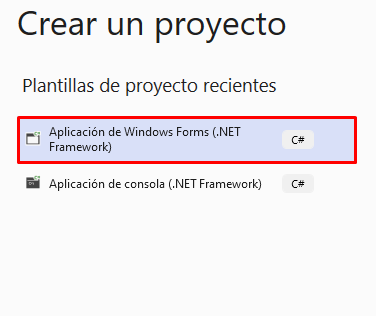 Crear un proyecto
Plantillas de proyecto recientes
Aplicación de Windows Forms (.NET
Framework)
C#
Aplicación de consola (.NET Framework)
C#